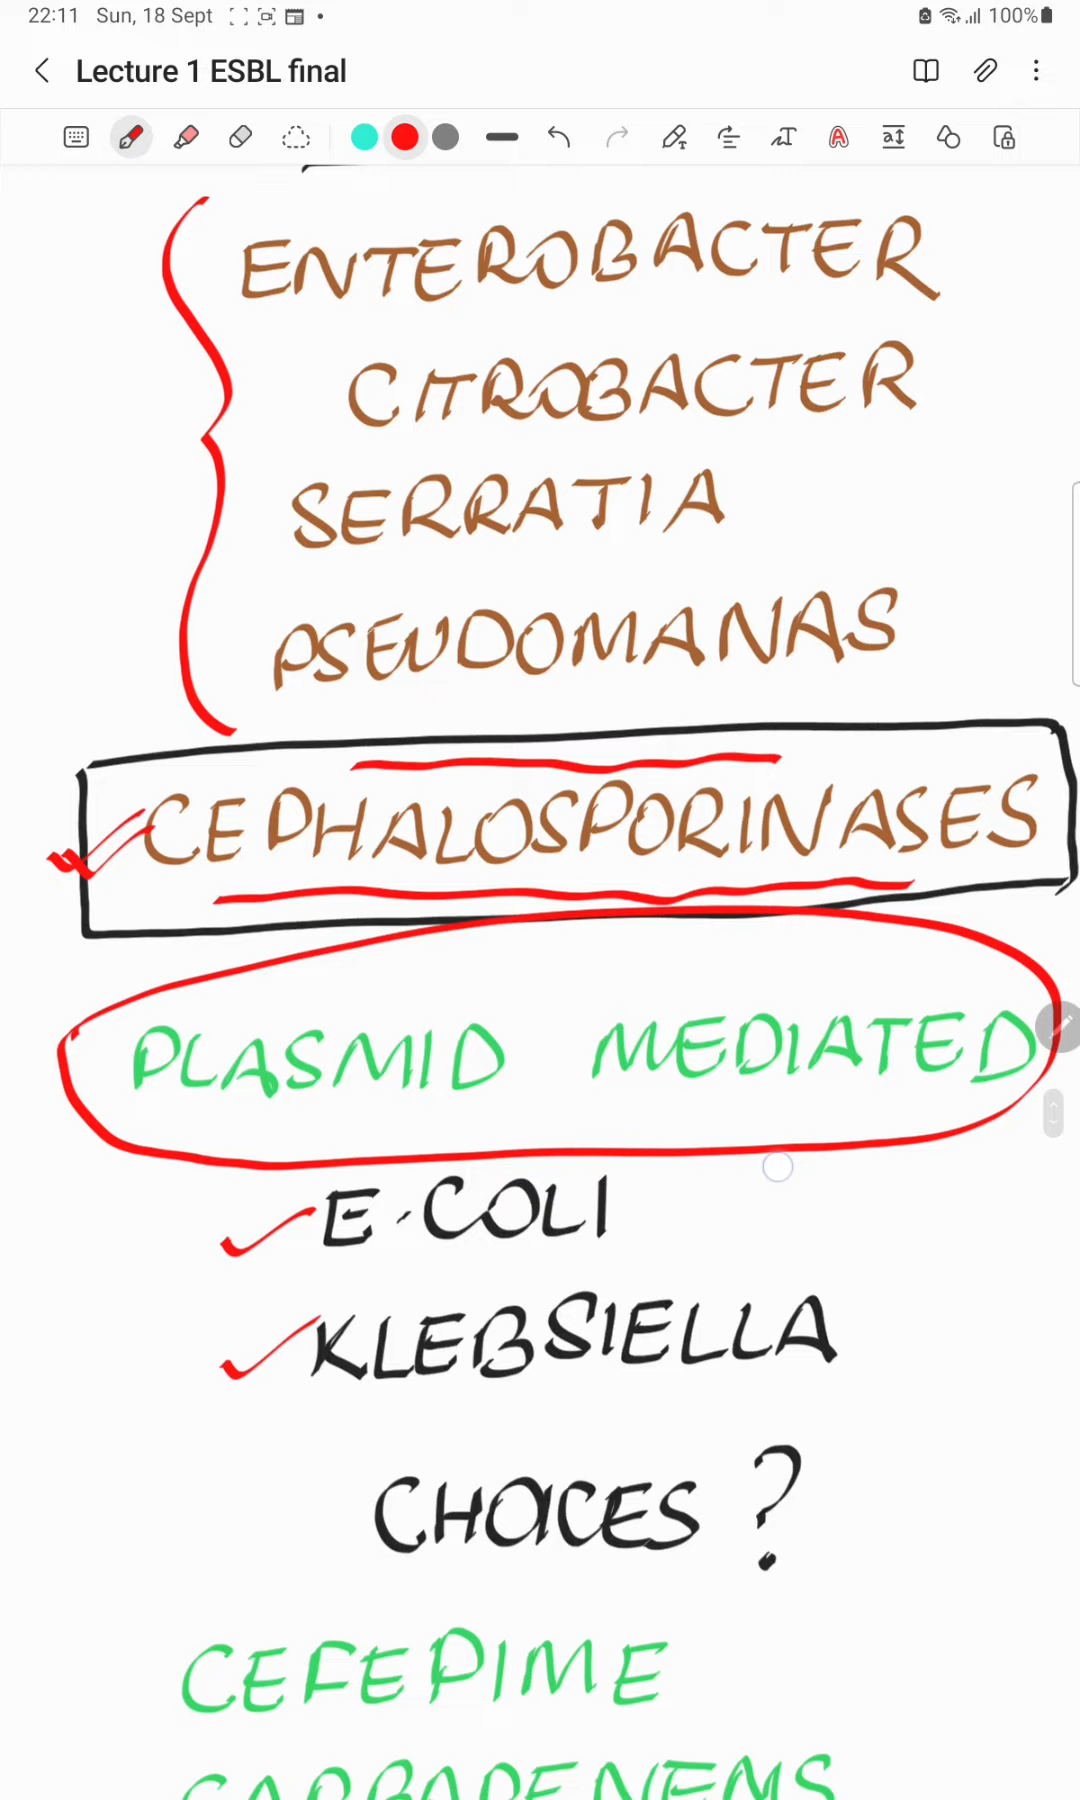 22:11 Sun, 18 Sept 100%
Lecture 1 ESBL final
ENTEROBACTER
CITROBACTER
SERRATIA
PSEUDOMANAS
CEPHALOSPORINASES
PLASMID MEDIATED
E.COLI
KLEBSIELLA
CHOICES ?
CEFEPIME
CARBAPENEMS